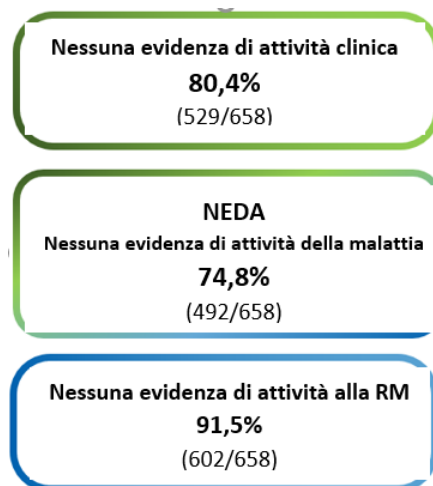 Nessuna evidenza di attività clinica
80,4%
(529/658)
NEDA
Nessuna evidenza di attività della malattia
74,8%
(492/658)
Nessuna evidenza di attività alla RM
91,5%
(602/658)